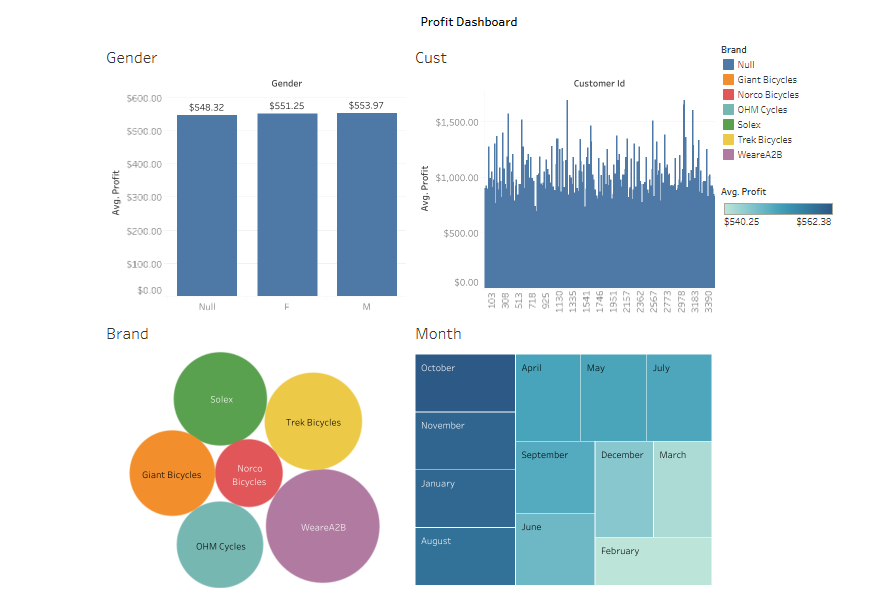 Profit Dashboard
Gender
Gender
$600.00
$500.00
$400.00
$300.00
$200.00
$100.00
$0.00
Avg. Profit
$548.32
$551.25
$553.97
Null
F
M
Cust
Customer Id
$1,500.00
$1,000.00
$500.00
$0.00
Avg. Profit
103
308
513
718
925
1130
1335
1541
1746
1951
2157
2362
2567
2773
2978
3183
3390
Brand
Null
Giant Bicycles
Norco Bicycles
OHM Cycles
Solex
Trek Bicycles
WeareA2B
Avg. Profit
$540.25
$562.38
Brand
Solex
Trek Bicycles
Giant Bicycles
Norco
Bicycles
WeareA2B
OHM Cycles
Month
October
November
January
August
April
May
July
September
June
December
March
February